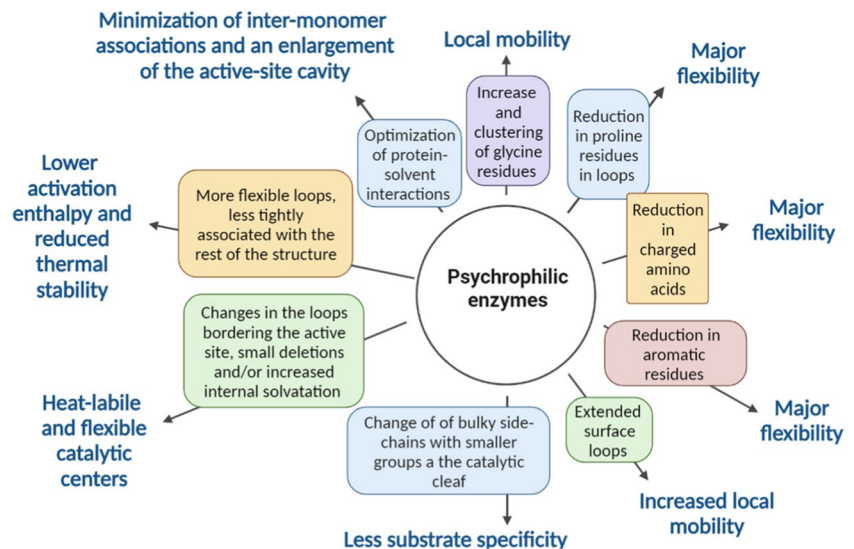 Minimization of inter-monomer
associations and an enlargement
of the active-site cavity
Local mobility
Major
flexibility
Increase
and
clustering
of glycine
residues
Reduction
in proline
residues
in loops
Optimization
of protein-
solvent
interactions
Lower
activation
enthalpy and
reduced
thermal
stability
More flexible loops,
less tightly
associated with the
rest of the structure
Reduction
in
charged
amino
acids
Major
flexibility
Psychrophilic
enzymes
Changes in the loops
bordering the active
site, small deletions
and/or increased
internal solvatation
Reduction in
aromatic
residues
Heat-labile
and flexible
catalytic
centers
Change of of bulky side-
chains with smaller
groups a the catalytic
cleaf
Extended
surface
loops
Major
flexibility
Increased local
mobility
Less substrate specificity